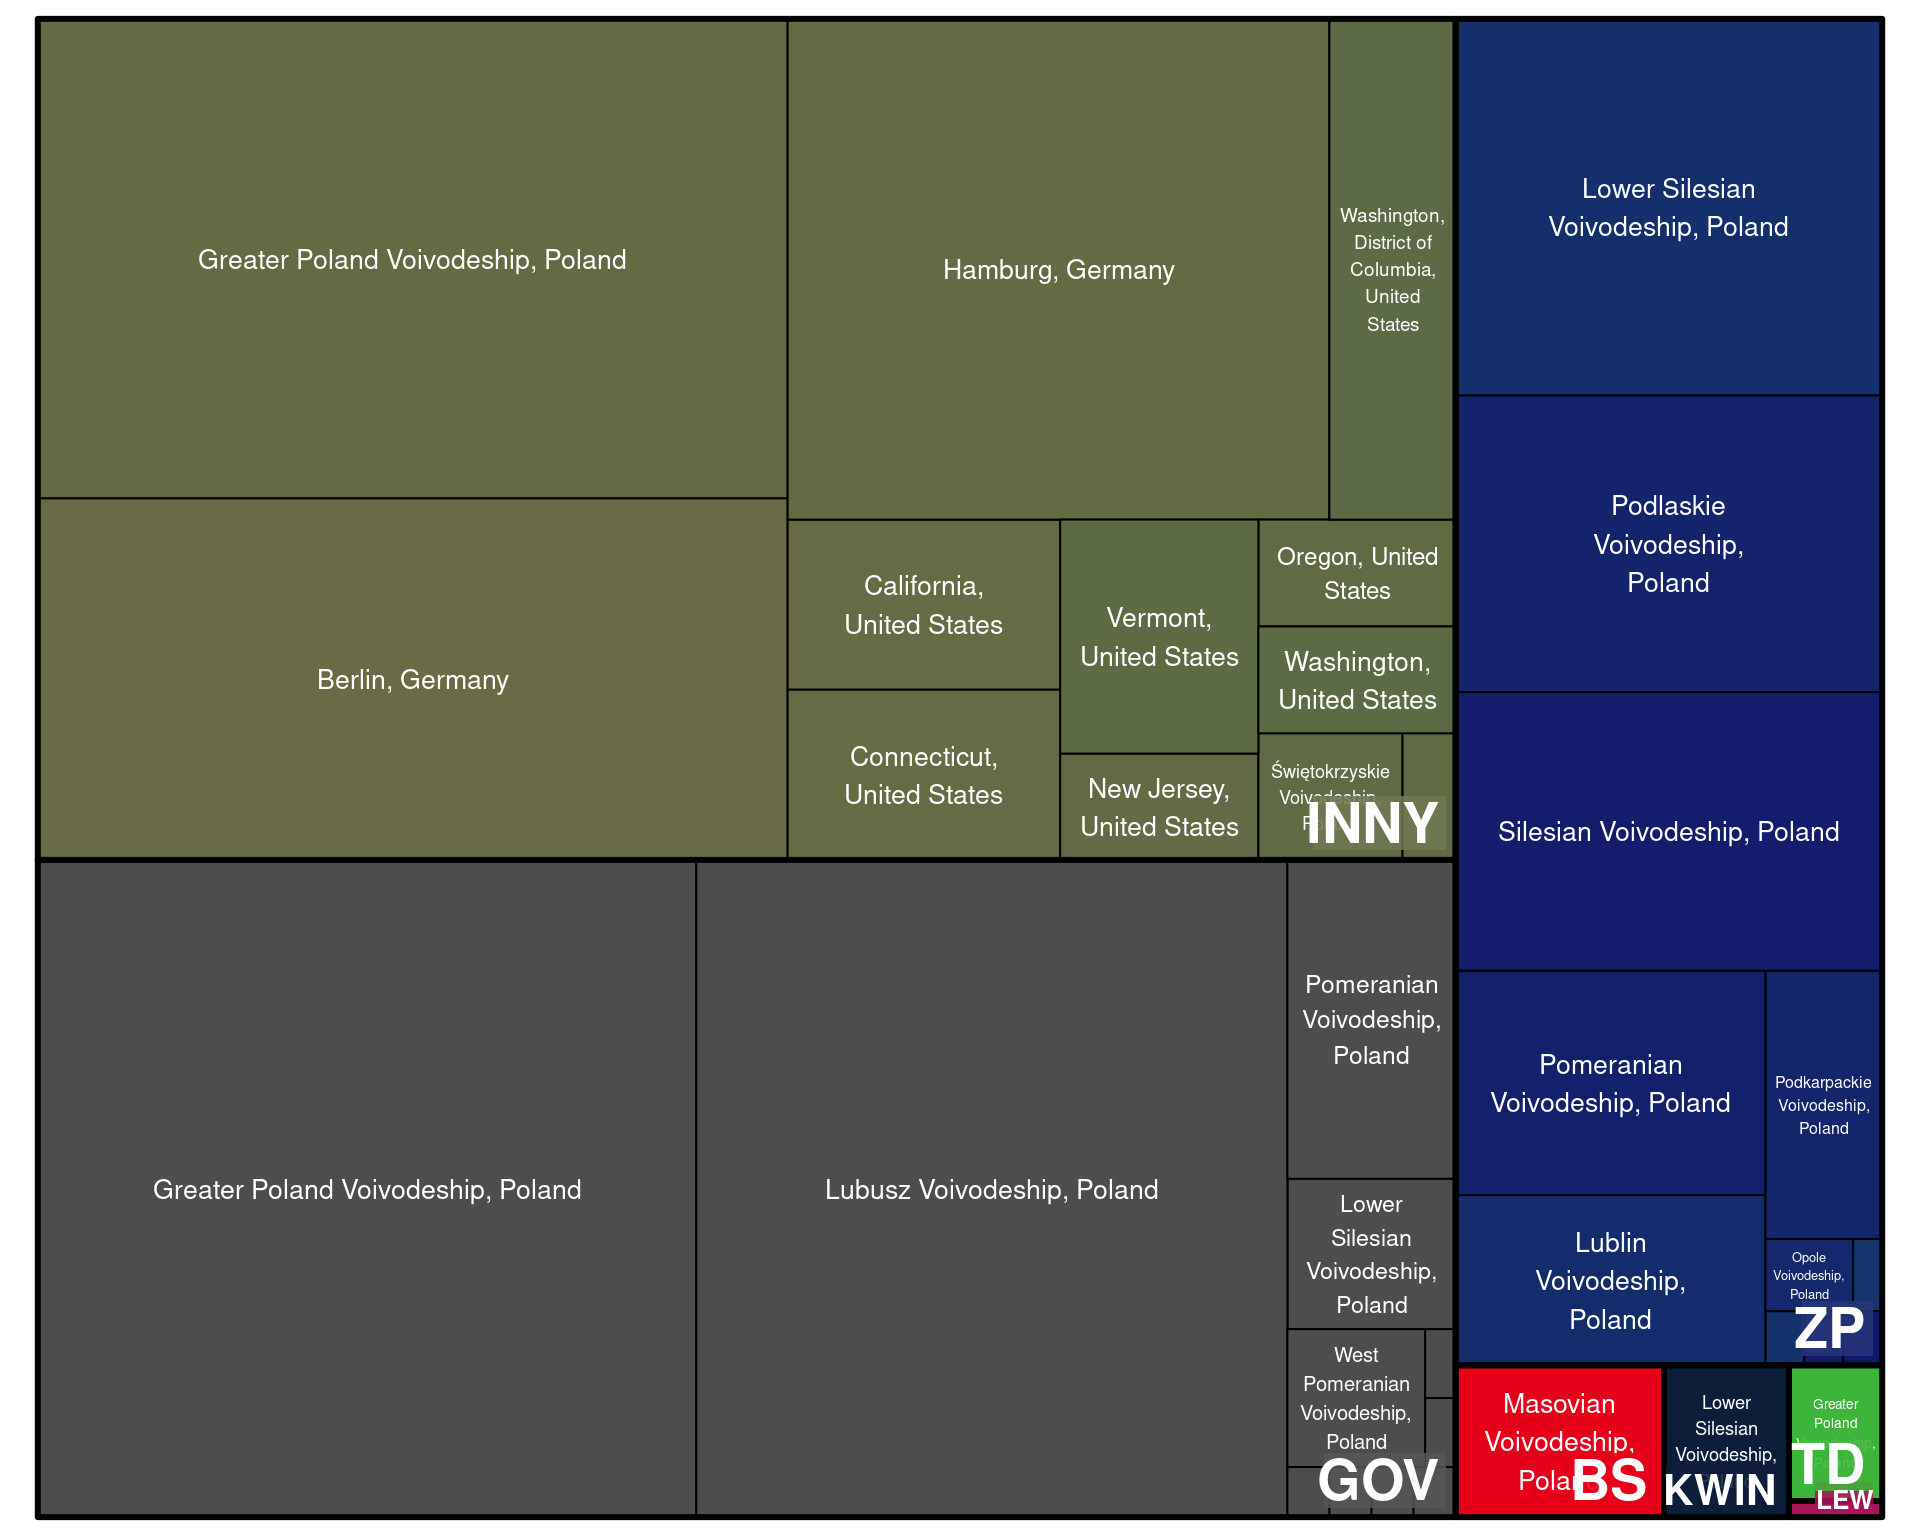 Greater Poland Voivodeship, Poland
Hamburg, Germany
Washington,
District of
Columbia,
United
States
Berlin, Germany
California,
United States
Connecticut,
United States
Vermont,
United States
New Jersey,
United States
Oregon, United
States
Washington,
United States
Świętokrzyskie
Voivodeship,
INNY
Greater Poland Voivodeship, Poland
Lubusz Voivodeship, Poland
Pomeranian
Voivodeship,
Poland
Lower
Silesian
Voivodeship,
Poland
West
Pomeranian
Voivodeship,
Poland
GOV
Lower Silesian
Voivodeship, Poland
Podlaskie
Voivodeship,
Poland
Silesian Voivodeship, Poland
Pomeranian
Voivodeship, Poland
Podkarpackie
Voivodeship,
Poland
Lublin
Voivodeship,
Poland
Opole
Voivodeship,
Poland
ZP
Masovian
Voivodeship,
Poland
BS
Lower
Silesian
Voivodeship,
KWIN
Greater
Poland
TD
LEW